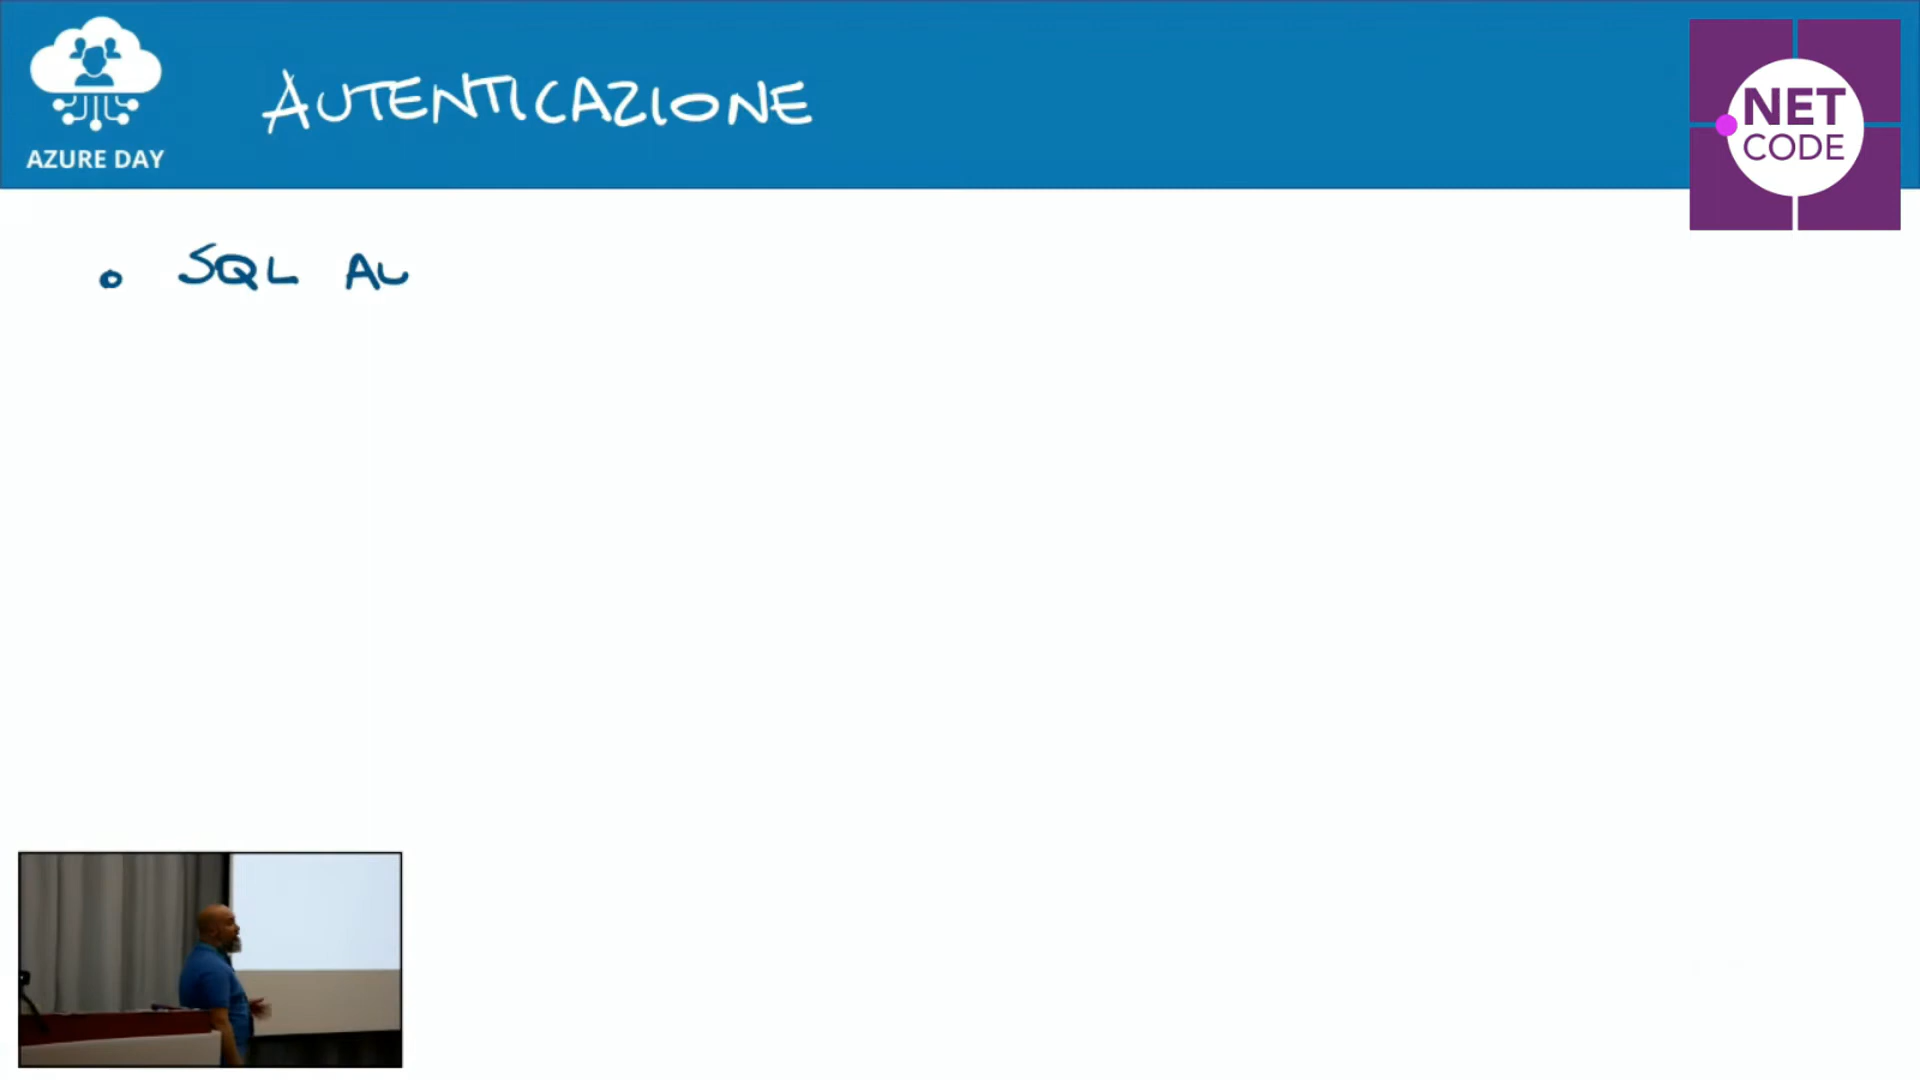 AZURE DAY
AUTENTICAZIONE
NET
CODE
• SQL AU